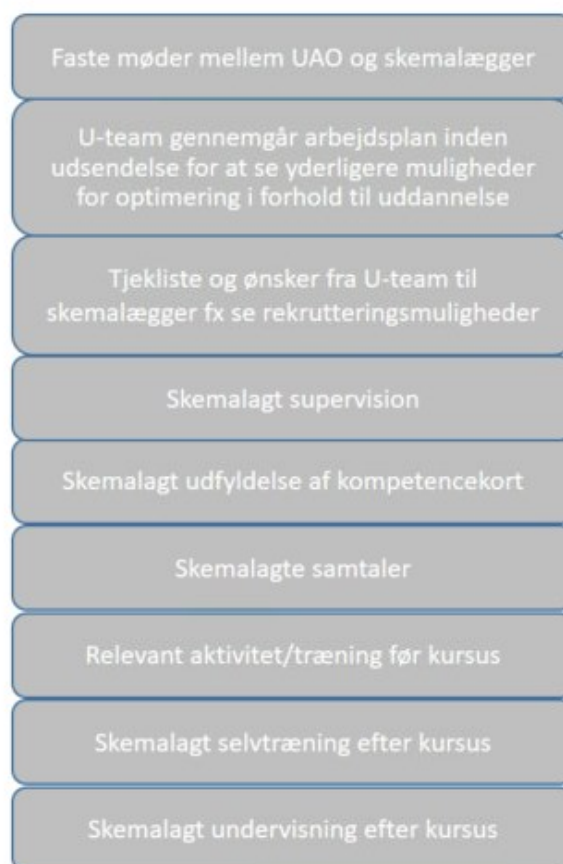 Faste møder mellem UAO og skemalægger
U-team gennemgår arbejdsplan inden
udsendelse for at se yderligere muligheder
for optimering i forhold til uddannelse
Tjekliste og ønsker fra U-team til
skemalægger fx se rekrutteringsmuligheder
Skemalagt supervision
Skemalagt udfyldelse af kompetencekort
Skemalagte samtaler
Relevant aktivitet/træning før kursus
Skemalagt selvtræning efter kursus
Skemalagt undervisning efter kursus